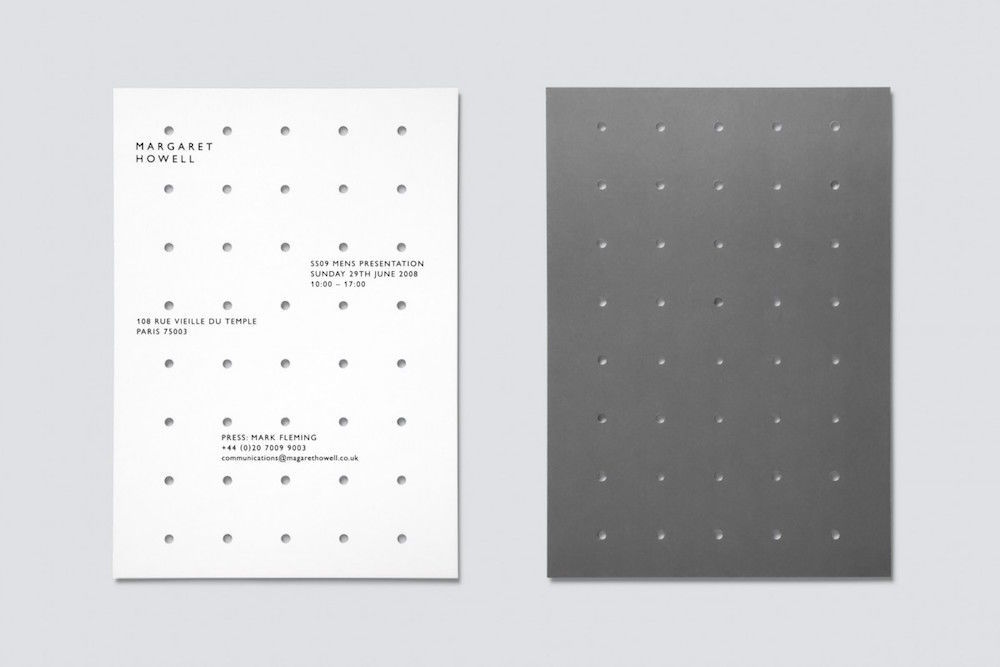 MARGARET
HOWELL
SS09 MENS PRESENTATION
SUNDAY 29TH JUNE 2008
10:00 – 17:00
108 RUE VIEILLE DU TEMPLE
PARIS 75003
PRESS: MARK FLEMING
+44 (0)20 7009 9003
communications@magarethowell.co.uk